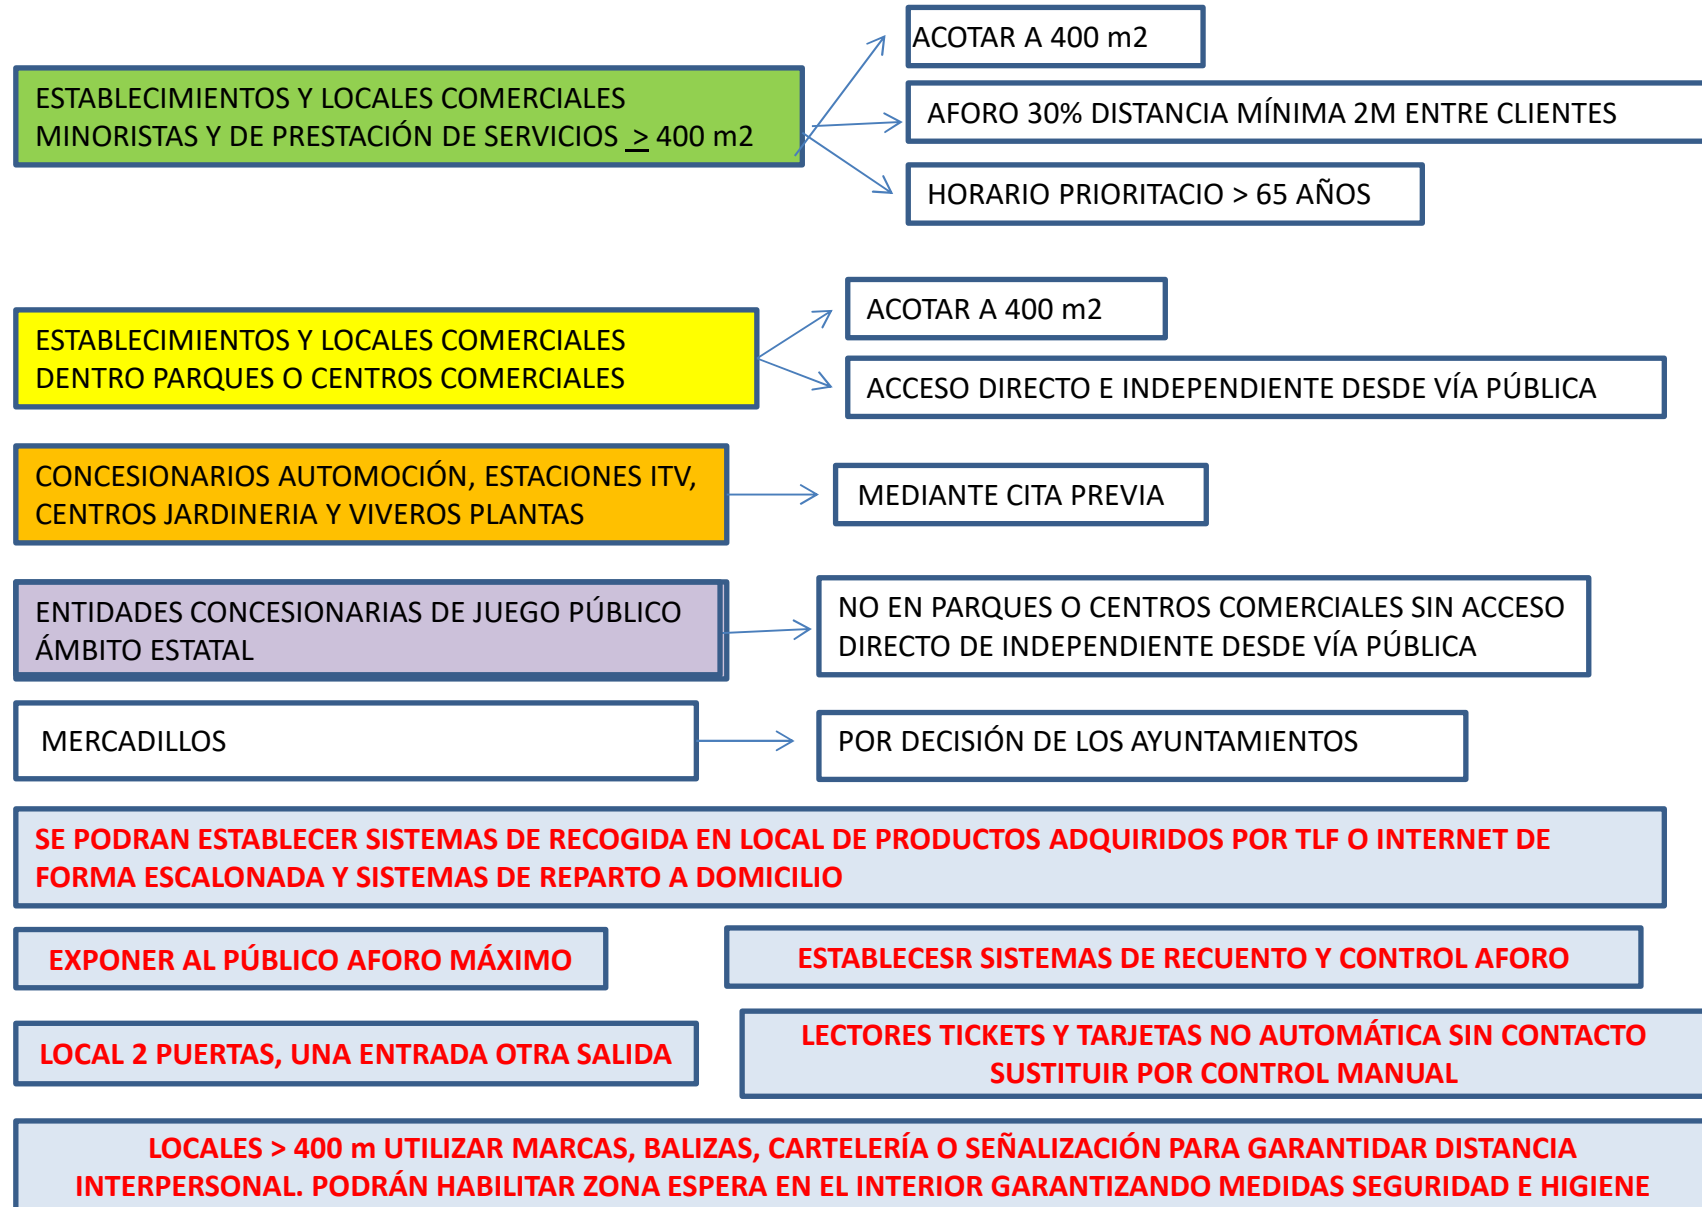 ACOTAR A 400 m2
ESTABLECIMIENTOS Y LOCALES COMERCIALES
MINORISTAS Y DE PRESTACIÓN DE SERVICIOS > 400 m2
AFORO 30% DISTANCIA MÍNIMA 2M ENTRE CLIENTES
HORARIO PRIORITACIO > 65 AÑOS
ESTABLECIMIENTOS Y LOCALES COMERCIALES
DENTRO PARQUES O CENTROS COMERCIALES
ACOTAR A 400 m2
ACCESO DIRECTO E INDEPENDIENTE DESDE VÍA PÚBLICA
CONCESIONARIOS AUTOMOCIÓN, ESTACIONES ITV,
CENTROS JARDINERIA Y VIVEROS PLANTAS
MEDIANTE CITA PREVIA
ENTIDADES CONCESIONARIAS DE JUEGO PÚBLICO
ÁMBITO ESTATAL
NO EN PARQUES O CENTROS COMERCIALES SIN ACCESO
DIRECTO DE INDEPENDIENTE DESDE VÍA PÚBLICA
MERCADILLOS
POR DECISIÓN DE LOS AYUNTAMIENTOS
SE PODRAN ESTABLECER SISTEMAS DE RECOGIDA EN LOCAL DE PRODUCTOS ADQUIRIDOS POR TLF O INTERNET DE
FORMA ESCALONADA Y SISTEMAS DE REPARTO A DOMICILIO
EXPONER AL PÚBLICO AFORO MÁXIMO
ESTABLECESR SISTEMAS DE RECUENTO Y CONTROL AFORO
LOCAL 2 PUERTAS, UNA ENTRADA OTRA SALIDA
LECTORES TICKETS Y TARJETAS NO AUTOMÁTICA SIN CONTACTO
SUSTITUIR POR CONTROL MANUAL
LOCALES > 400 m UTILIZAR MARCAS, BALIZAS, CARTELERÍA O SEÑALIZACIÓN PARA GARANTIDAR DISTANCIA
INTERPERSONAL. PODRÁN HABILITAR ZONA ESPERA EN EL INTERIOR GARANTIZANDO MEDIDAS SEGURIDAD E HIGIENE